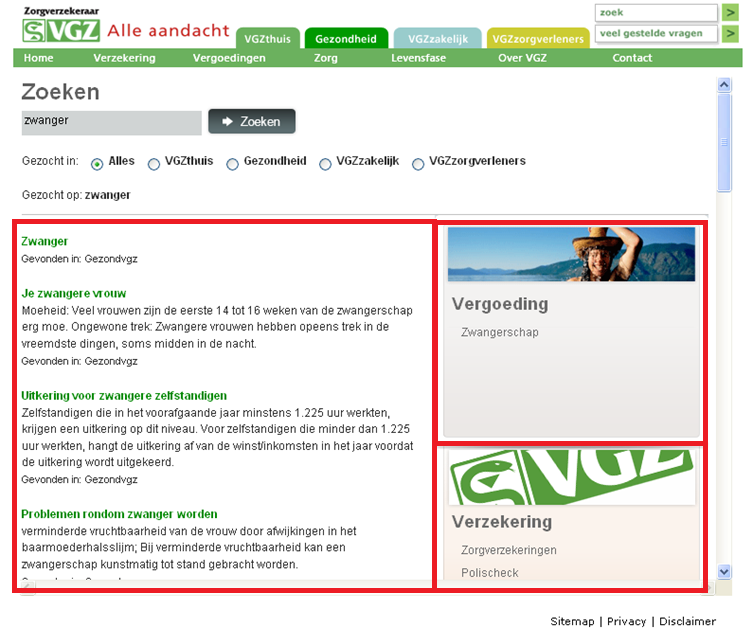 Zorgverzekeraar
VGZ Alle aandacht
VGZthuis
Gezondheid
VGZzakelijk
VGZzorgverleners
zoek >
veel gestelde vragen >
Home Verzekering Vergoedingen Zorg Levensfase Over VGZ Contact
Zoeken
zwanger
Zoeken
Gezocht in: Alles VGZthuis Gezondheid VGZzakelijk VGZzorgverleners
Gezocht op: zwanger
Zwanger
Gevonden in: Gezondvgz
Je zwangere vrouw
Moeheid: Veel vrouwen zijn de eerste 14 tot 16 weken van de zwangerschap
erg moe. Ongewone trek: Zwangere vrouwen hebben opeens trek in de
vreemdste dingen, soms midden in de nacht.
Gevonden in: Gezondvgz
Uitkering voor zwangere zelfstandigen
Zelfstandigen die in het voorafgaande jaar minstens 1.225 uur werkten,
krijgen een uitkering op dit niveau. Voor zelfstandigen die minder dan 1.225
uur werkten, hangt de uitkering af van de winst/inkomsten in het jaar voordat
de uitkering wordt uitgekeerd.
Gevonden in: Gezondvgz
Problemen rondom zwanger worden
verminderde vruchtbaarheid van de vrouw door afwijkingen in het
baarmoederhalsslijm; Bij verminderde vruchtbaarheid kan een
zwangerschap kunstmatig tot stand gebracht worden.
Vergoeding
Zwangerschap
VGZ
Verzekering
Zorgverzekeringen
Polischeck
Sitemap | Privacy | Disclaimer